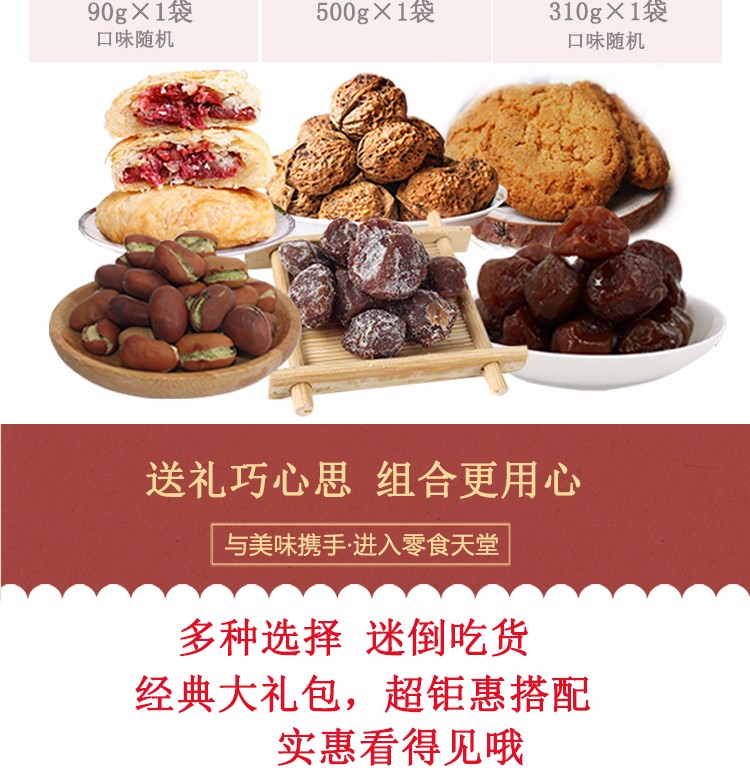 90g×1袋
口味随机
500g×1袋
310g×1袋
口味随机
送礼巧心思 组合更用心
与美味携手·进入零食天堂
多种选择 迷倒吃货
经典大礼包，超钜惠搭配
实惠看得见哦